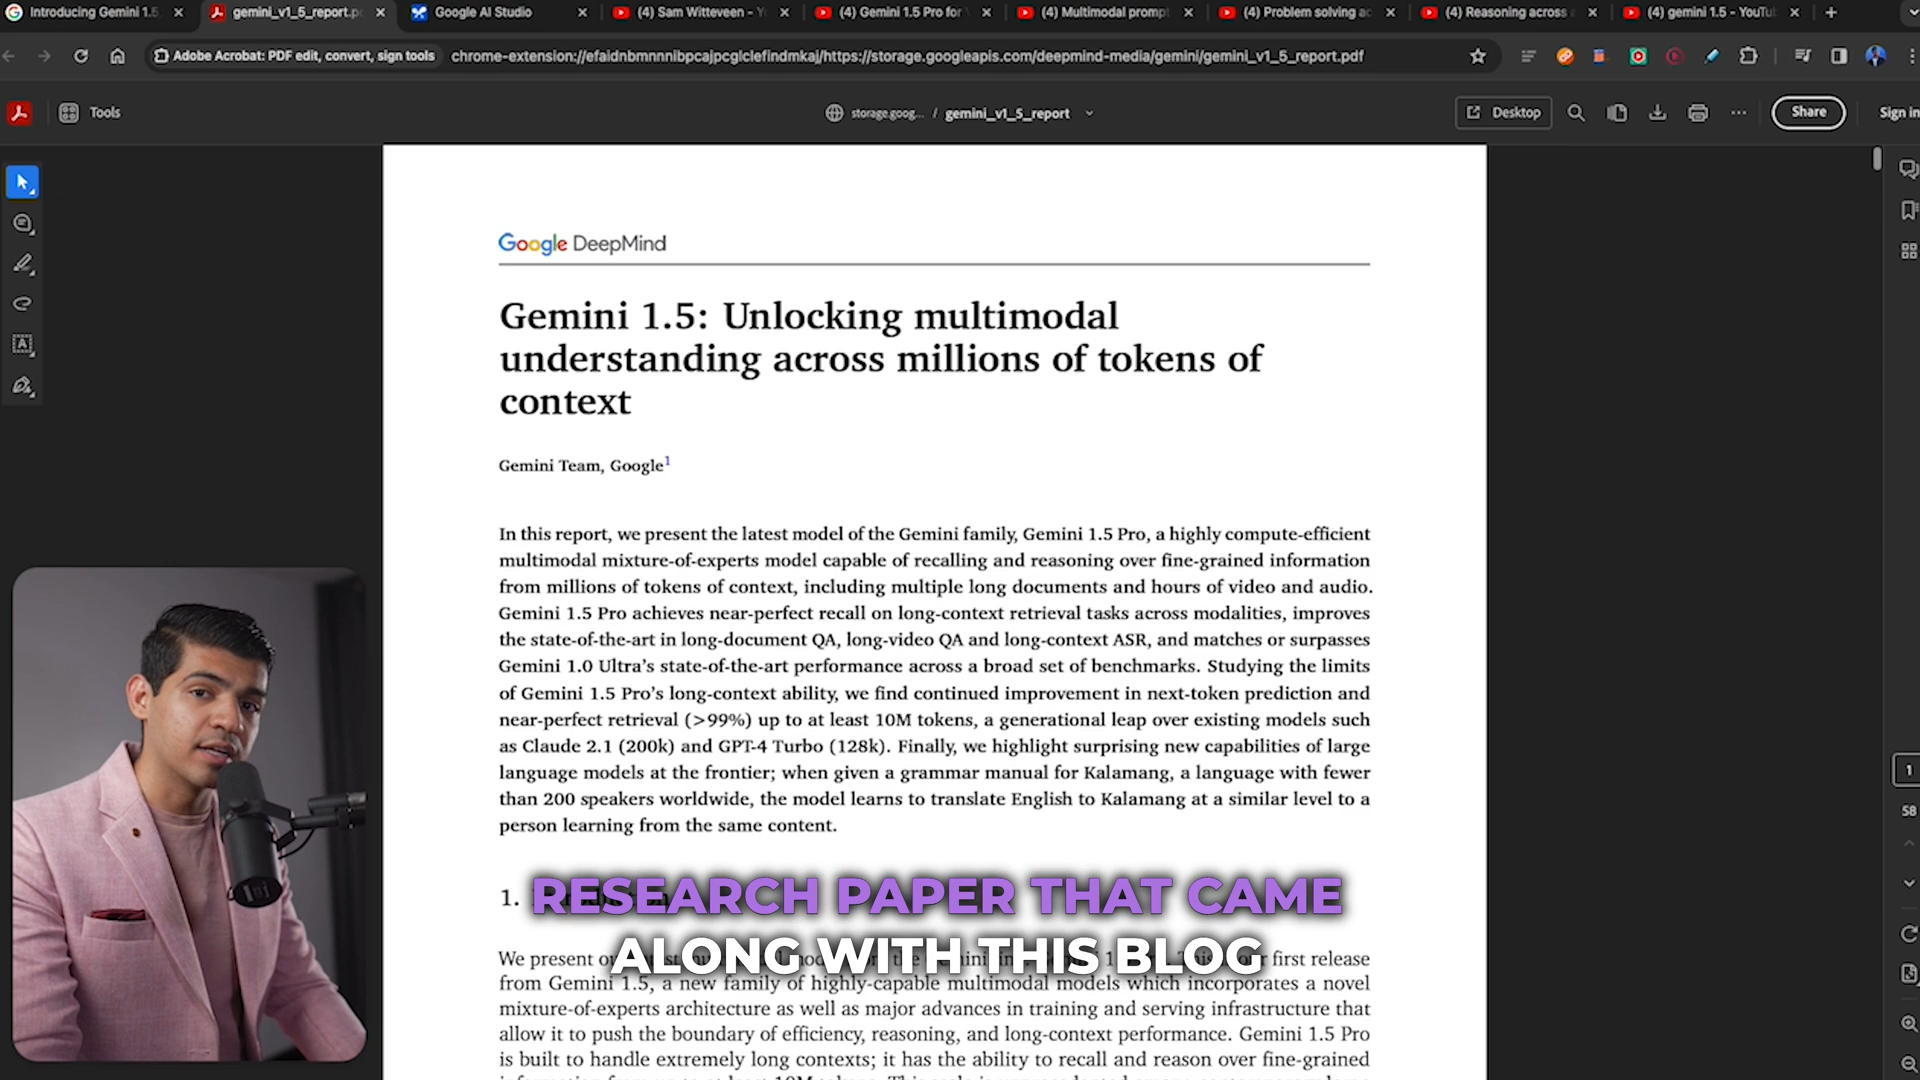 Introducing Gemini 1.5
gemini_v1_5_report.p
Google AI Studio
(4) Sam Witteveen - Y
(4) Gemini 1.5 Pro for
(4) Multimodal prompt
(4) Problem solving ac
(4) Reasoning across
(4) gemini 1.5 - YouTu
Adobe Acrobat: PDF edit, convert, sign tools
chrome-extension://efaidnbmnnnibpcajpcglclefindmkaj/https://storage.googleapis.com/deepmind-media/gemini/gemini_v1_5_report.pdf
Tools
storage.goog... / gemini_v1_5_report
Desktop
Share
Sign in
Google DeepMind
Gemini 1.5: Unlocking multimodal
understanding across millions of tokens of
context
Gemini Team, Google1
In this report, we present the latest model of the Gemini family, Gemini 1.5 Pro, a highly compute-efficient
multimodal mixture-of-experts model capable of recalling and reasoning over fine-grained information
from millions of tokens of context, including multiple long documents and hours of video and audio.
Gemini 1.5 Pro achieves near-perfect recall on long-context retrieval tasks across modalities, improves
the state-of-the-art in long-document QA, long-video QA and long-context ASR, and matches or surpasses
Gemini 1.0 Ultra's state-of-the-art performance across a broad set of benchmarks. Studying the limits
of Gemini 1.5 Pro's long-context ability, we find continued improvement in next-token prediction and
near-perfect retrieval (>99%) up to at least 10M tokens, a generational leap over existing models such
as Claude 2.1 (200k) and GPT-4 Turbo (128k). Finally, we highlight surprising new capabilities of large
language models at the frontier; when given a grammar manual for Kalamang, a language with fewer
than 200 speakers worldwide, the model learns to translate English to Kalamang at a similar level to a
person learning from the same content.
1
58
1.
RESEARCH PAPER THAT CAME
ALONG WITH THIS BLOG
We present first release
from Gemini 1.5, a new family of highly-capable multimodal models which incorporates a novel
mixture-of-experts architecture as well as major advances in training and serving infrastructure that
allow it to push the boundary of efficiency, reasoning, and long-context performance. Gemini 1.5 Pro
is built to handle extremely long contexts; it has the ability to recall and reason over fine-grained